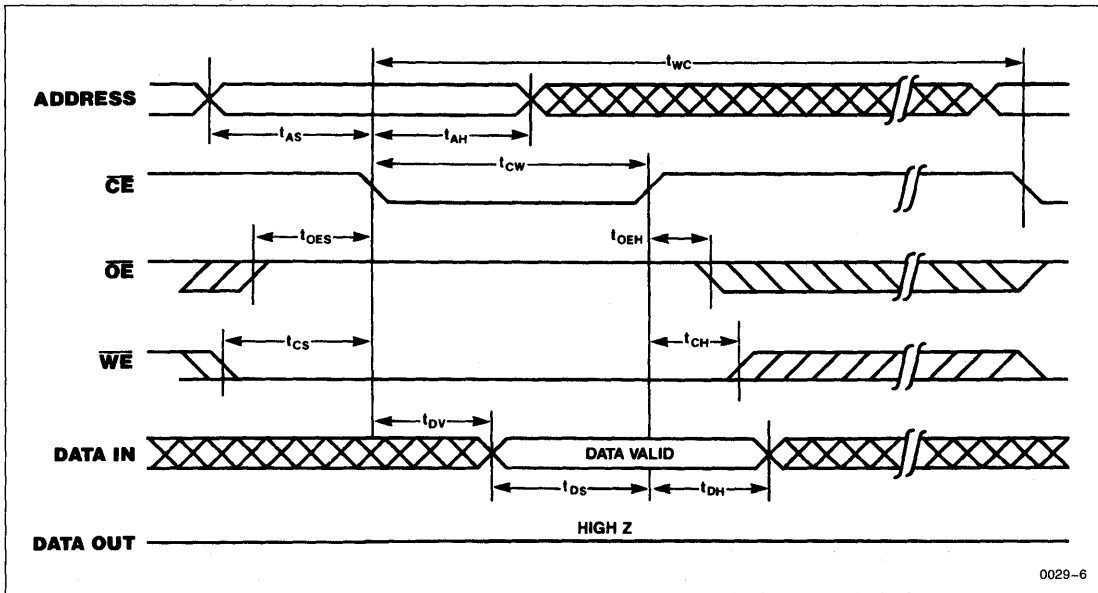 tWC
ADDRESS
tAS
tAH
tCW
CE
tOES
tOEH
OE
tCS
tCH
WE
tDV
DATA IN
DATA VALID
tDS
tDH
HIGH Z
DATA OUT
0029-6